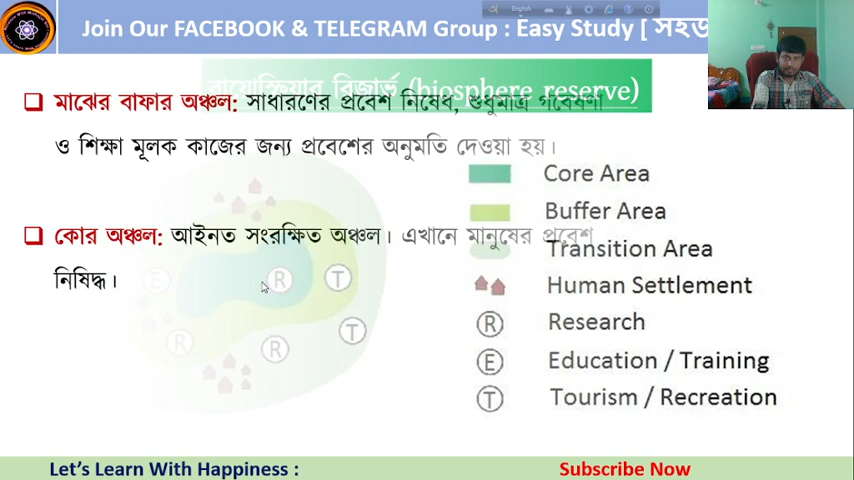 Join Our FACEBOOK & TELEGRAM Group : Easy Study [ সহজ
English
বায়োস্ফিয়ার রিজার্ভ (biosphere reserve)
মাঝের বাফার অঞ্চল: সাধারণের প্রবেশ নিষেধ, শুধুমাত্র গবেষণা
ও শিক্ষা মূলক কাজের জন্য প্রবেশের অনুমতি দেওয়া হয়।
কোর অঞ্চল: আইনত সংরক্ষিত অঞ্চল। এখানে মানুষের প্রবেশ
নিষিদ্ধ।
E
R
T
R
R
T
Core Area
Buffer Area
Transition Area
Human Settlement
R Research
E Education / Training
T Tourism / Recreation
Let's Learn With Happiness :
Subscribe Now